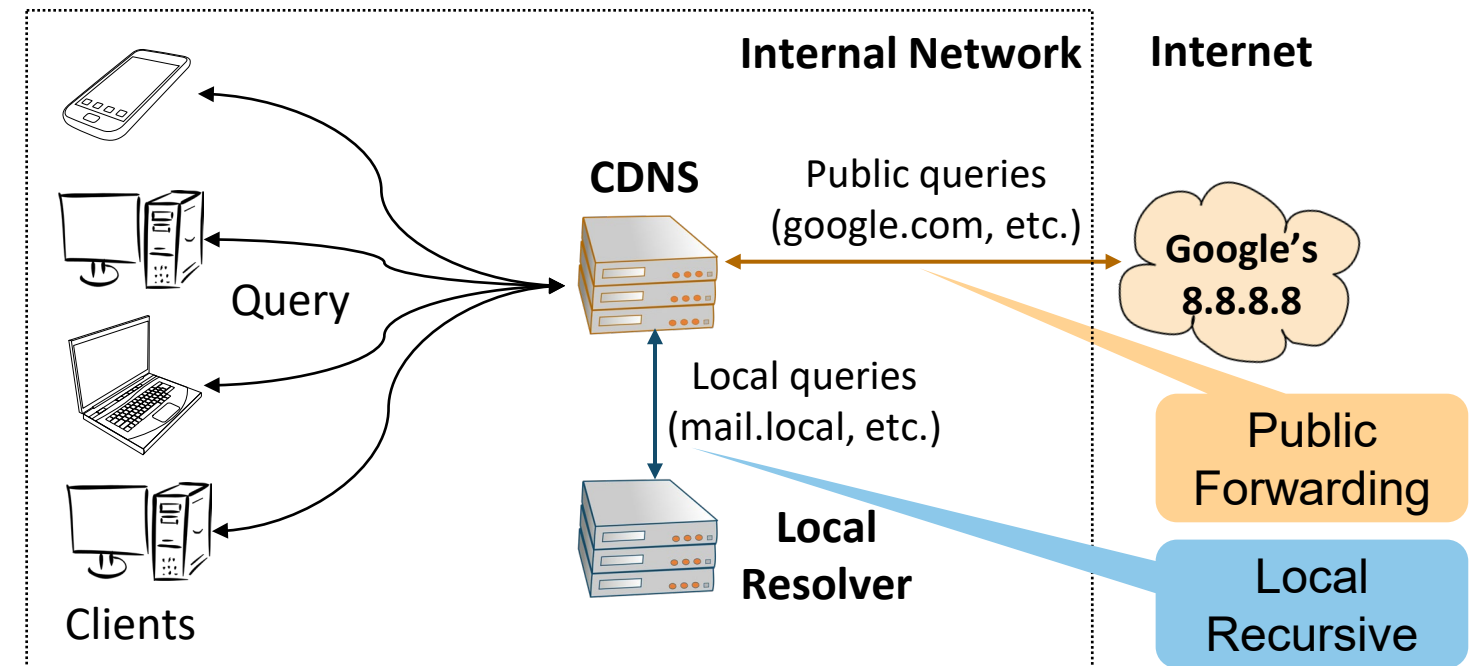 Internal Network
Internet
CDNS
Public queries
(google.com, etc.)
Google’s
8.8.8.8
Query
Local queries
(mail.local, etc.)
Public
Forwarding
Local
Resolver
Local
Recursive
Clients